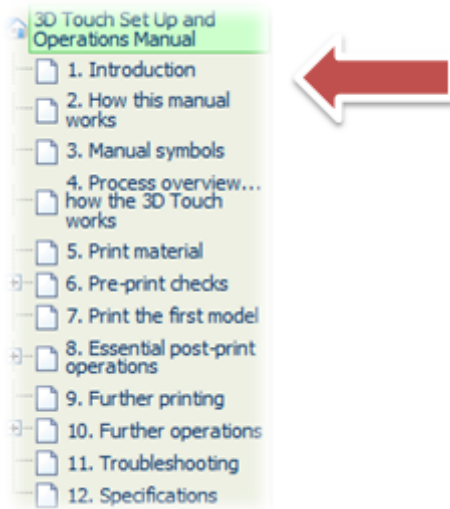 3D Touch Set Up and
Operations Manual
1. Introduction
2. How this manual
works
3. Manual symbols
4. Process overview...
how the 3D Touch
works
5. Print material
6. Pre-print checks
7. Print the first model
8. Essential post-print
operations
9. Further printing
10. Further operations
11. Troubleshooting
12. Specifications